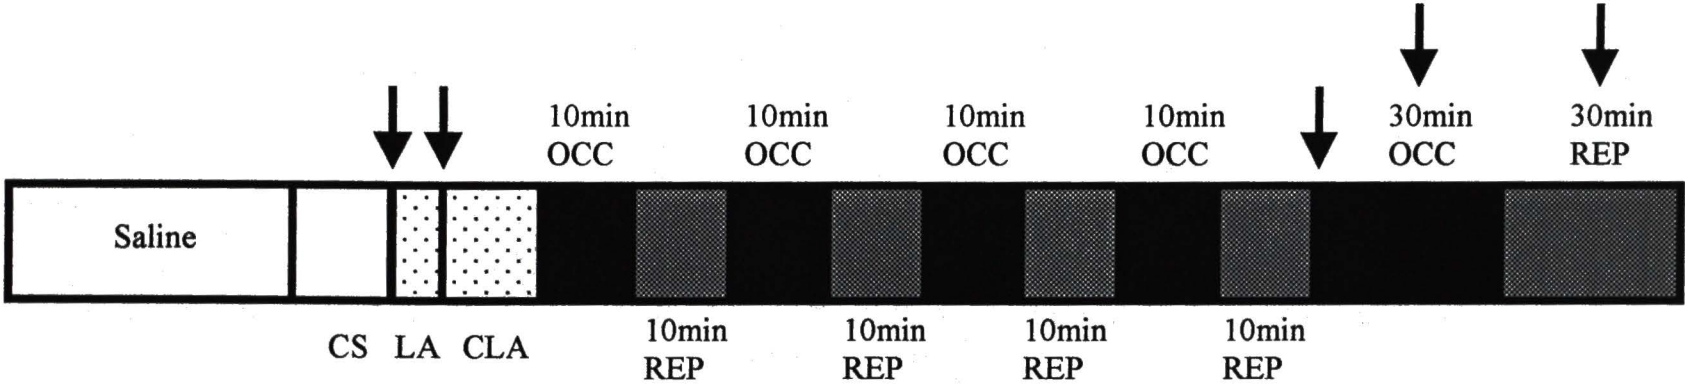 10min
OCC
10min
OCC
10min
OCC
10min
OCC
30min
OCC
30min
REP
Saline
CS LA CLA
10min
REP
10min
REP
10min
REP
10min
REP